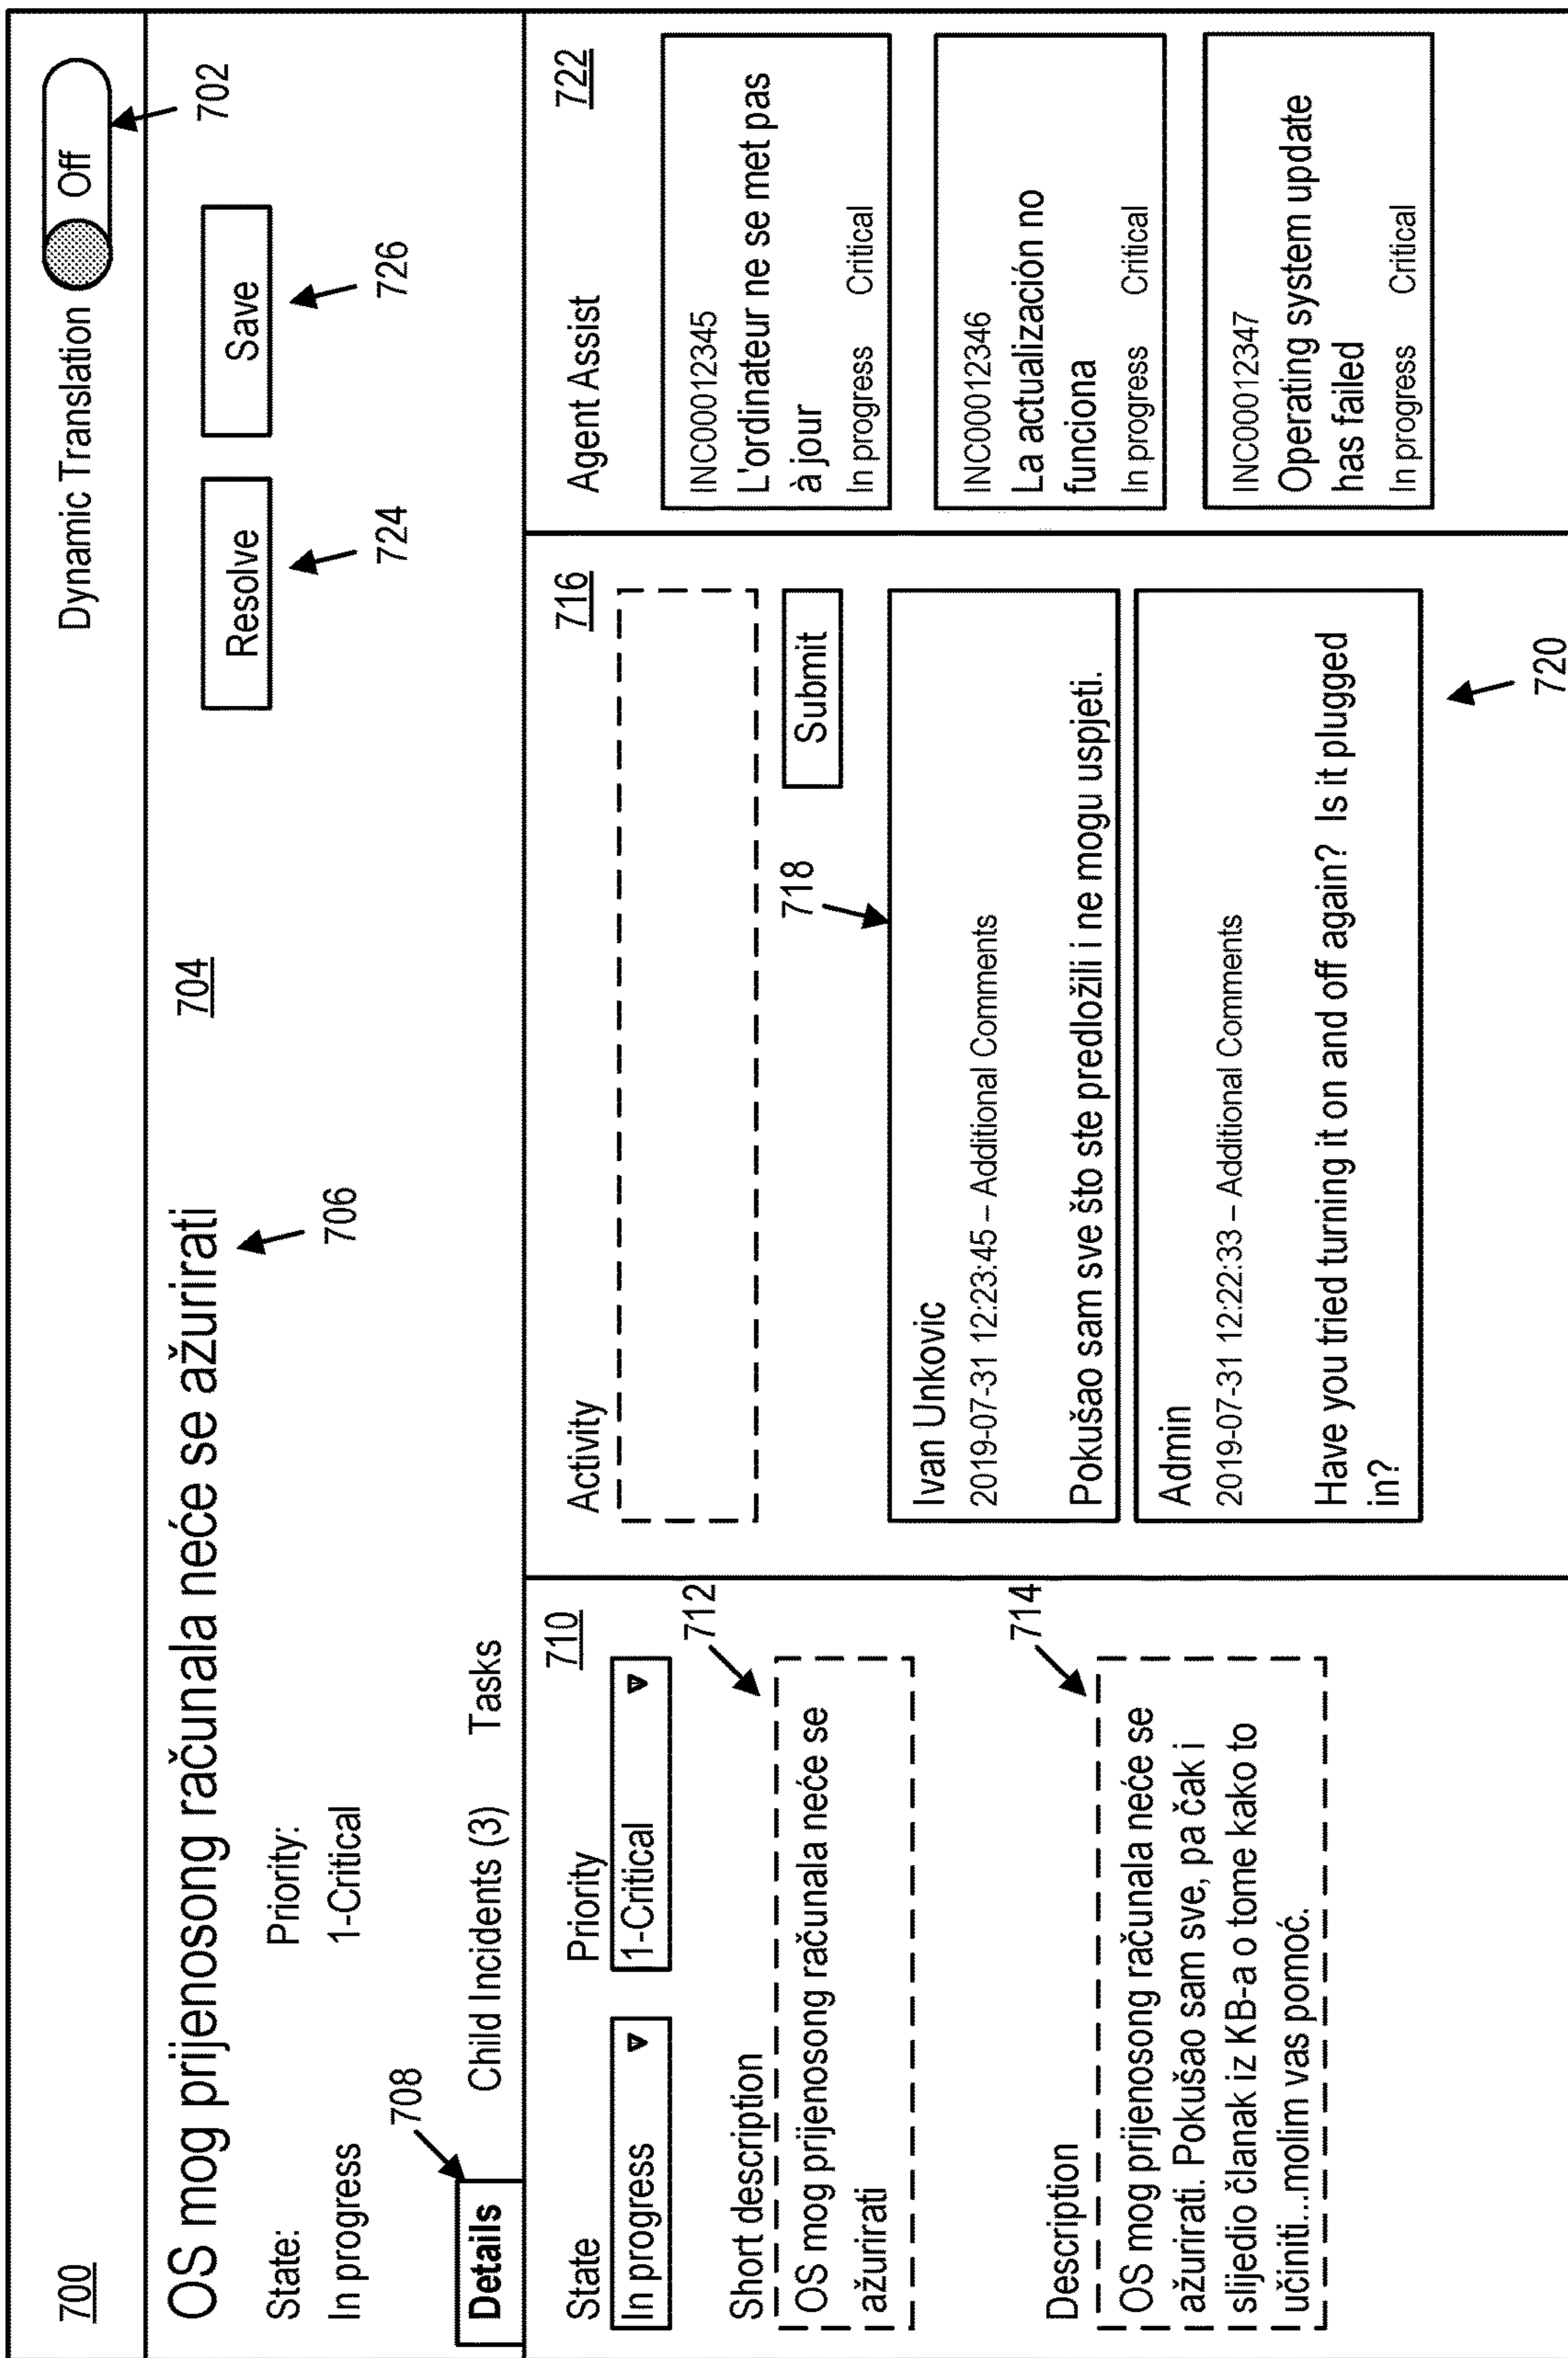 700
Dynamic Translation Off
702
OS mog prijenosong računala neće se ažurirati
704
706
State: Priority:
In progress 1-Critical
Resolve Save
724 726
708
Details Child Incidents (3) Tasks
710
State Priority
In progress 1-Critical
712
Short description
OS mog prijenosong računala neće se
ažurirati
714
Description
OS mog prijenosong računala neće se
ažurirati. Pokušao sam sve, pa čak i
slijedio članak iz KB-a o tome kako to
učiniti...molim vas pomoć.
Activity 716
Submit
718
Ivan Unkovic
2019-07-31 12:23:45 – Additional Comments
Pokušao sam sve što ste predložili i ne mogu uspjeti.
Admin
2019-07-31 12:22:33 – Additional Comments
Have you tried turning it on and off again? Is it plugged
in?
720
Agent Assist 722
INC00012345
L'ordinateur ne se met pas
à jour
In progress Critical
INC00012346
La actualización no
funciona
In progress Critical
INC00012347
Operating system update
has failed
In progress Critical